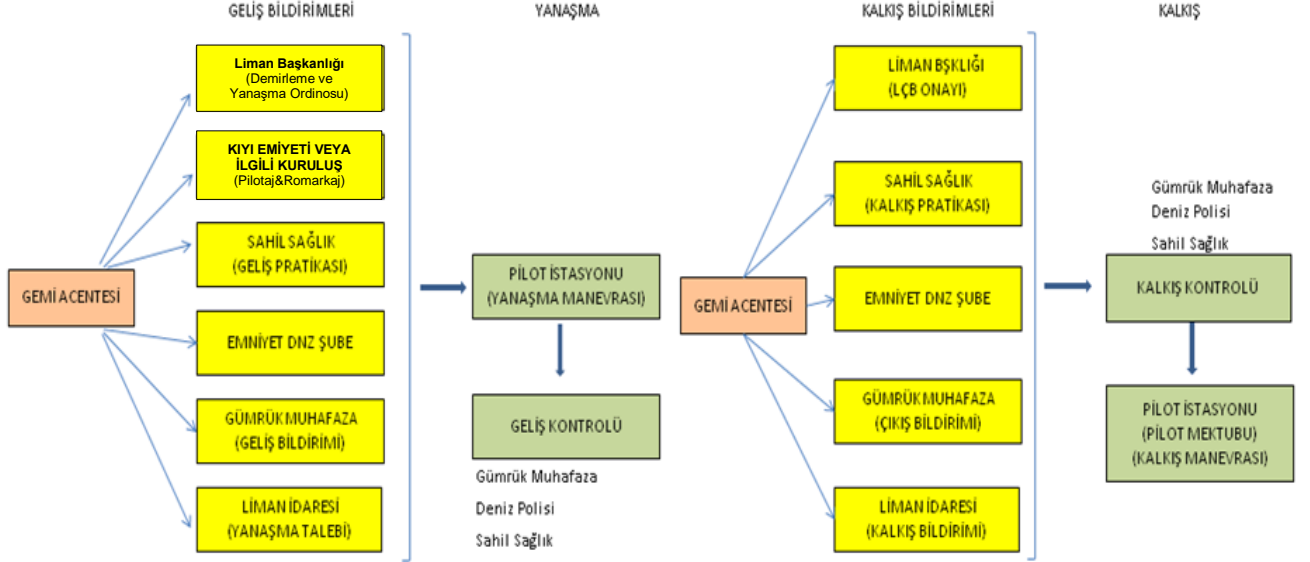 GELİŞ BİLDİRİMLERİ
YANAŞMA
KALKIŞ BİLDİRİMLERİ
KALKIŞ
GEMİ ACENTESİ
Liman Başkanlığı
(Demirleme ve
Yanaşma Ordinosu)
KIYI EMİYETİ VEYA
İLGİLİ KURULUŞ
(Pilotaj&Romarkaj)
SAHİL SAĞLIK
(GELİŞ PRATİKASI)
EMNİYET DNZ ŞUBE
GÜMRÜK MUHAFAZA
(GELİŞ BİLDİRİMİ)
LİMAN İDARESİ
(YANAŞMA TALEBİ)
PİLOT İSTASYONU
(YANAŞMA MANEVRASI)
GELİŞ KONTROLÜ
Gümrük Muhafaza
Deniz Polisi
Sahil Sağlık
GEMİ ACENTESİ
LİMAN BŞKLIĞI
(LÇB ONAYI)
SAHİL SAĞLIK
(KALKIŞ PRATİKASI)
EMNİYET DNZ ŞUBE
GÜMRÜK MUHAFAZA
(ÇIKIŞ BİLDİRİMİ)
LİMAN İDARESİ
(KALKIŞ BİLDİRİMİ)
Gümrük Muhafaza
Deniz Polisi
Sahil Sağlık
KALKIŞ KONTROLÜ
PİLOT İSTASYONU
(PİLOT MEKTUBU)
(KALKIŞ MANEVRASI)